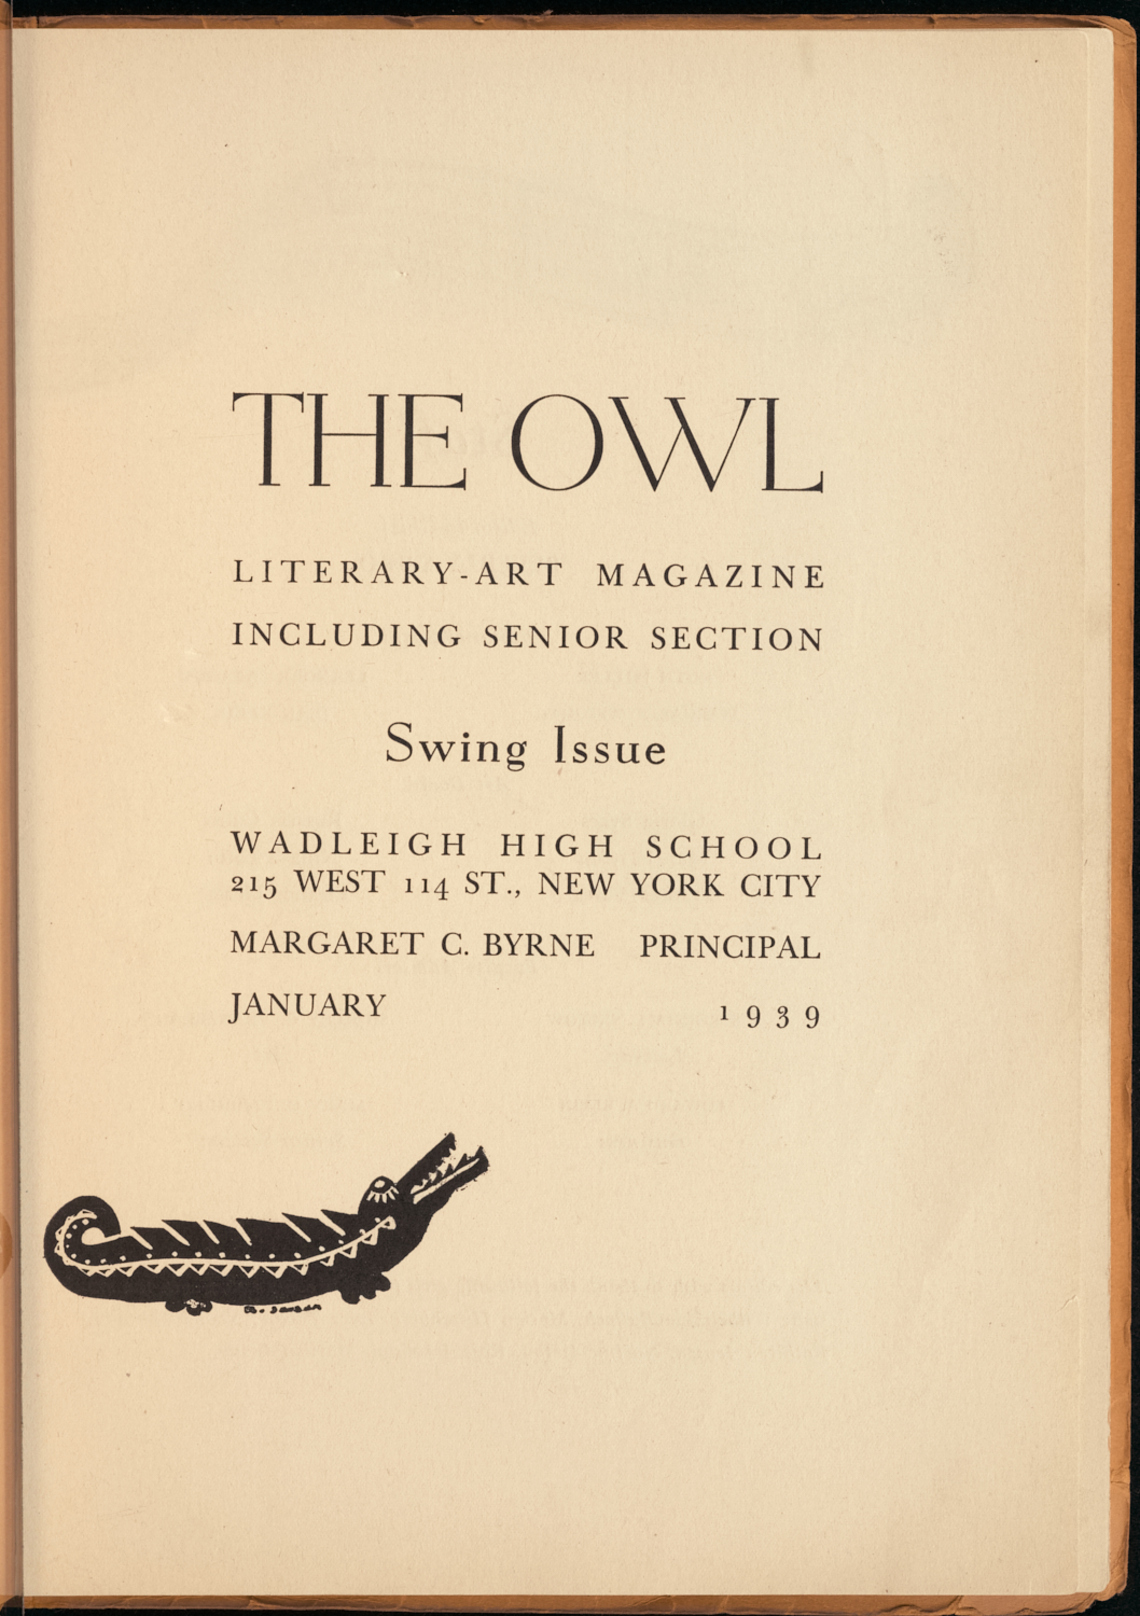 THE OWL
LITERARY-ART MAGAZINE
INCLUDING SENIOR SECTION
Swing Issue
WADLEIGH HIGH SCHOOL
215 WEST 114 ST., NEW YORK CITY
MARGARET C. BYRNE PRINCIPAL
JANUARY 1939